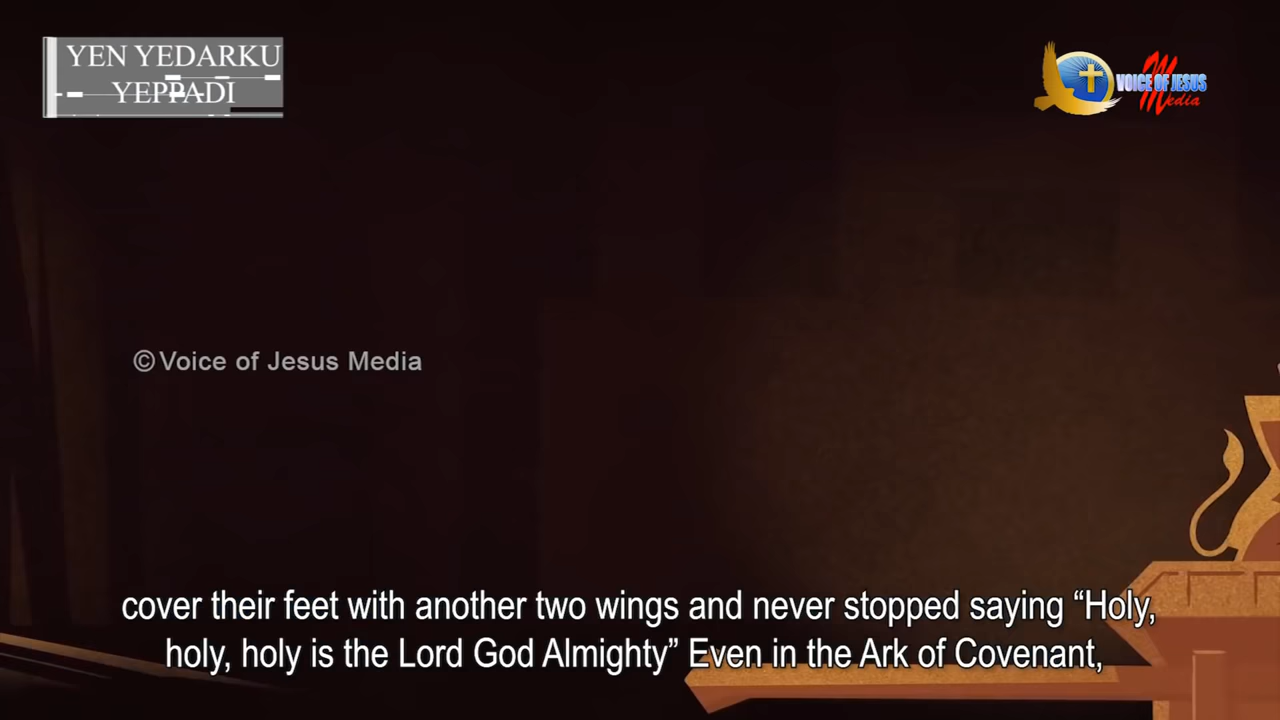 YEN YEDARKU
YEPPADI
VOICE OF JESUS
Media
© Voice of Jesus Media
cover their feet with another two wings and never stopped saying “Holy,
holy, holy is the Lord God Almighty” Even in the Ark of Covenant,